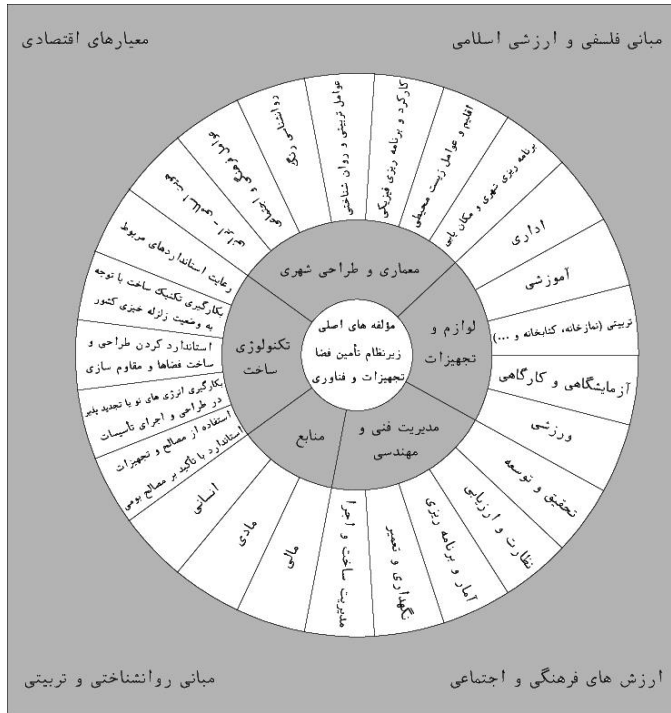 مبانی فلسفی و ارزشی اسلامی
معیارهای اقتصادی
برنامه ریزی شهری و مکان یابی
اقلیم و عوامل زیست محیطی
کارکرد و برنامه ریزی فیزیکی
عوامل تربیتی و روان شناختی
روانشناسی رنگ
عوامل فرهنگی و اجتماعی
هویت اسلامی - ایرانی
معماری و طراحی شهری
اداری
آموزشی
تربیتی (نمازخانه، کتابخانه و ...)
آزمایشگاهی و کارگاهی
ورزشی
لوازم و
تجهیزات
مؤلفه های اصلی
زیرنظام تأمین فضا
تجهیزات و فناوری
تکنولوژی
ساخت
رعایت استانداردهای مربوط
بکارگیری تکنیک ساخت با توجه
به وضعیت زلزله خیزی کشور
استاندارد کردن طراحی و
ساخت فضاها و مقاوم سازی
بکارگیری انرژی های نو یا تجدید پذیر
در طراحی و اجرای تأسیسات
استفاده از مصالح و تجهیزات
استاندارد با تأکید بر مصالح بومی
مدیریت فنی و
مهندسی
منابع
تحقیق و توسعه
نظارت و ارزیابی
آمار و برنامه ریزی
نگهداری و تعمیر
مدیریت ساخت و اجرا
مالی
مادی
انسانی
ارزش های فرهنگی و اجتماعی
مبانی روانشناختی و تربیتی